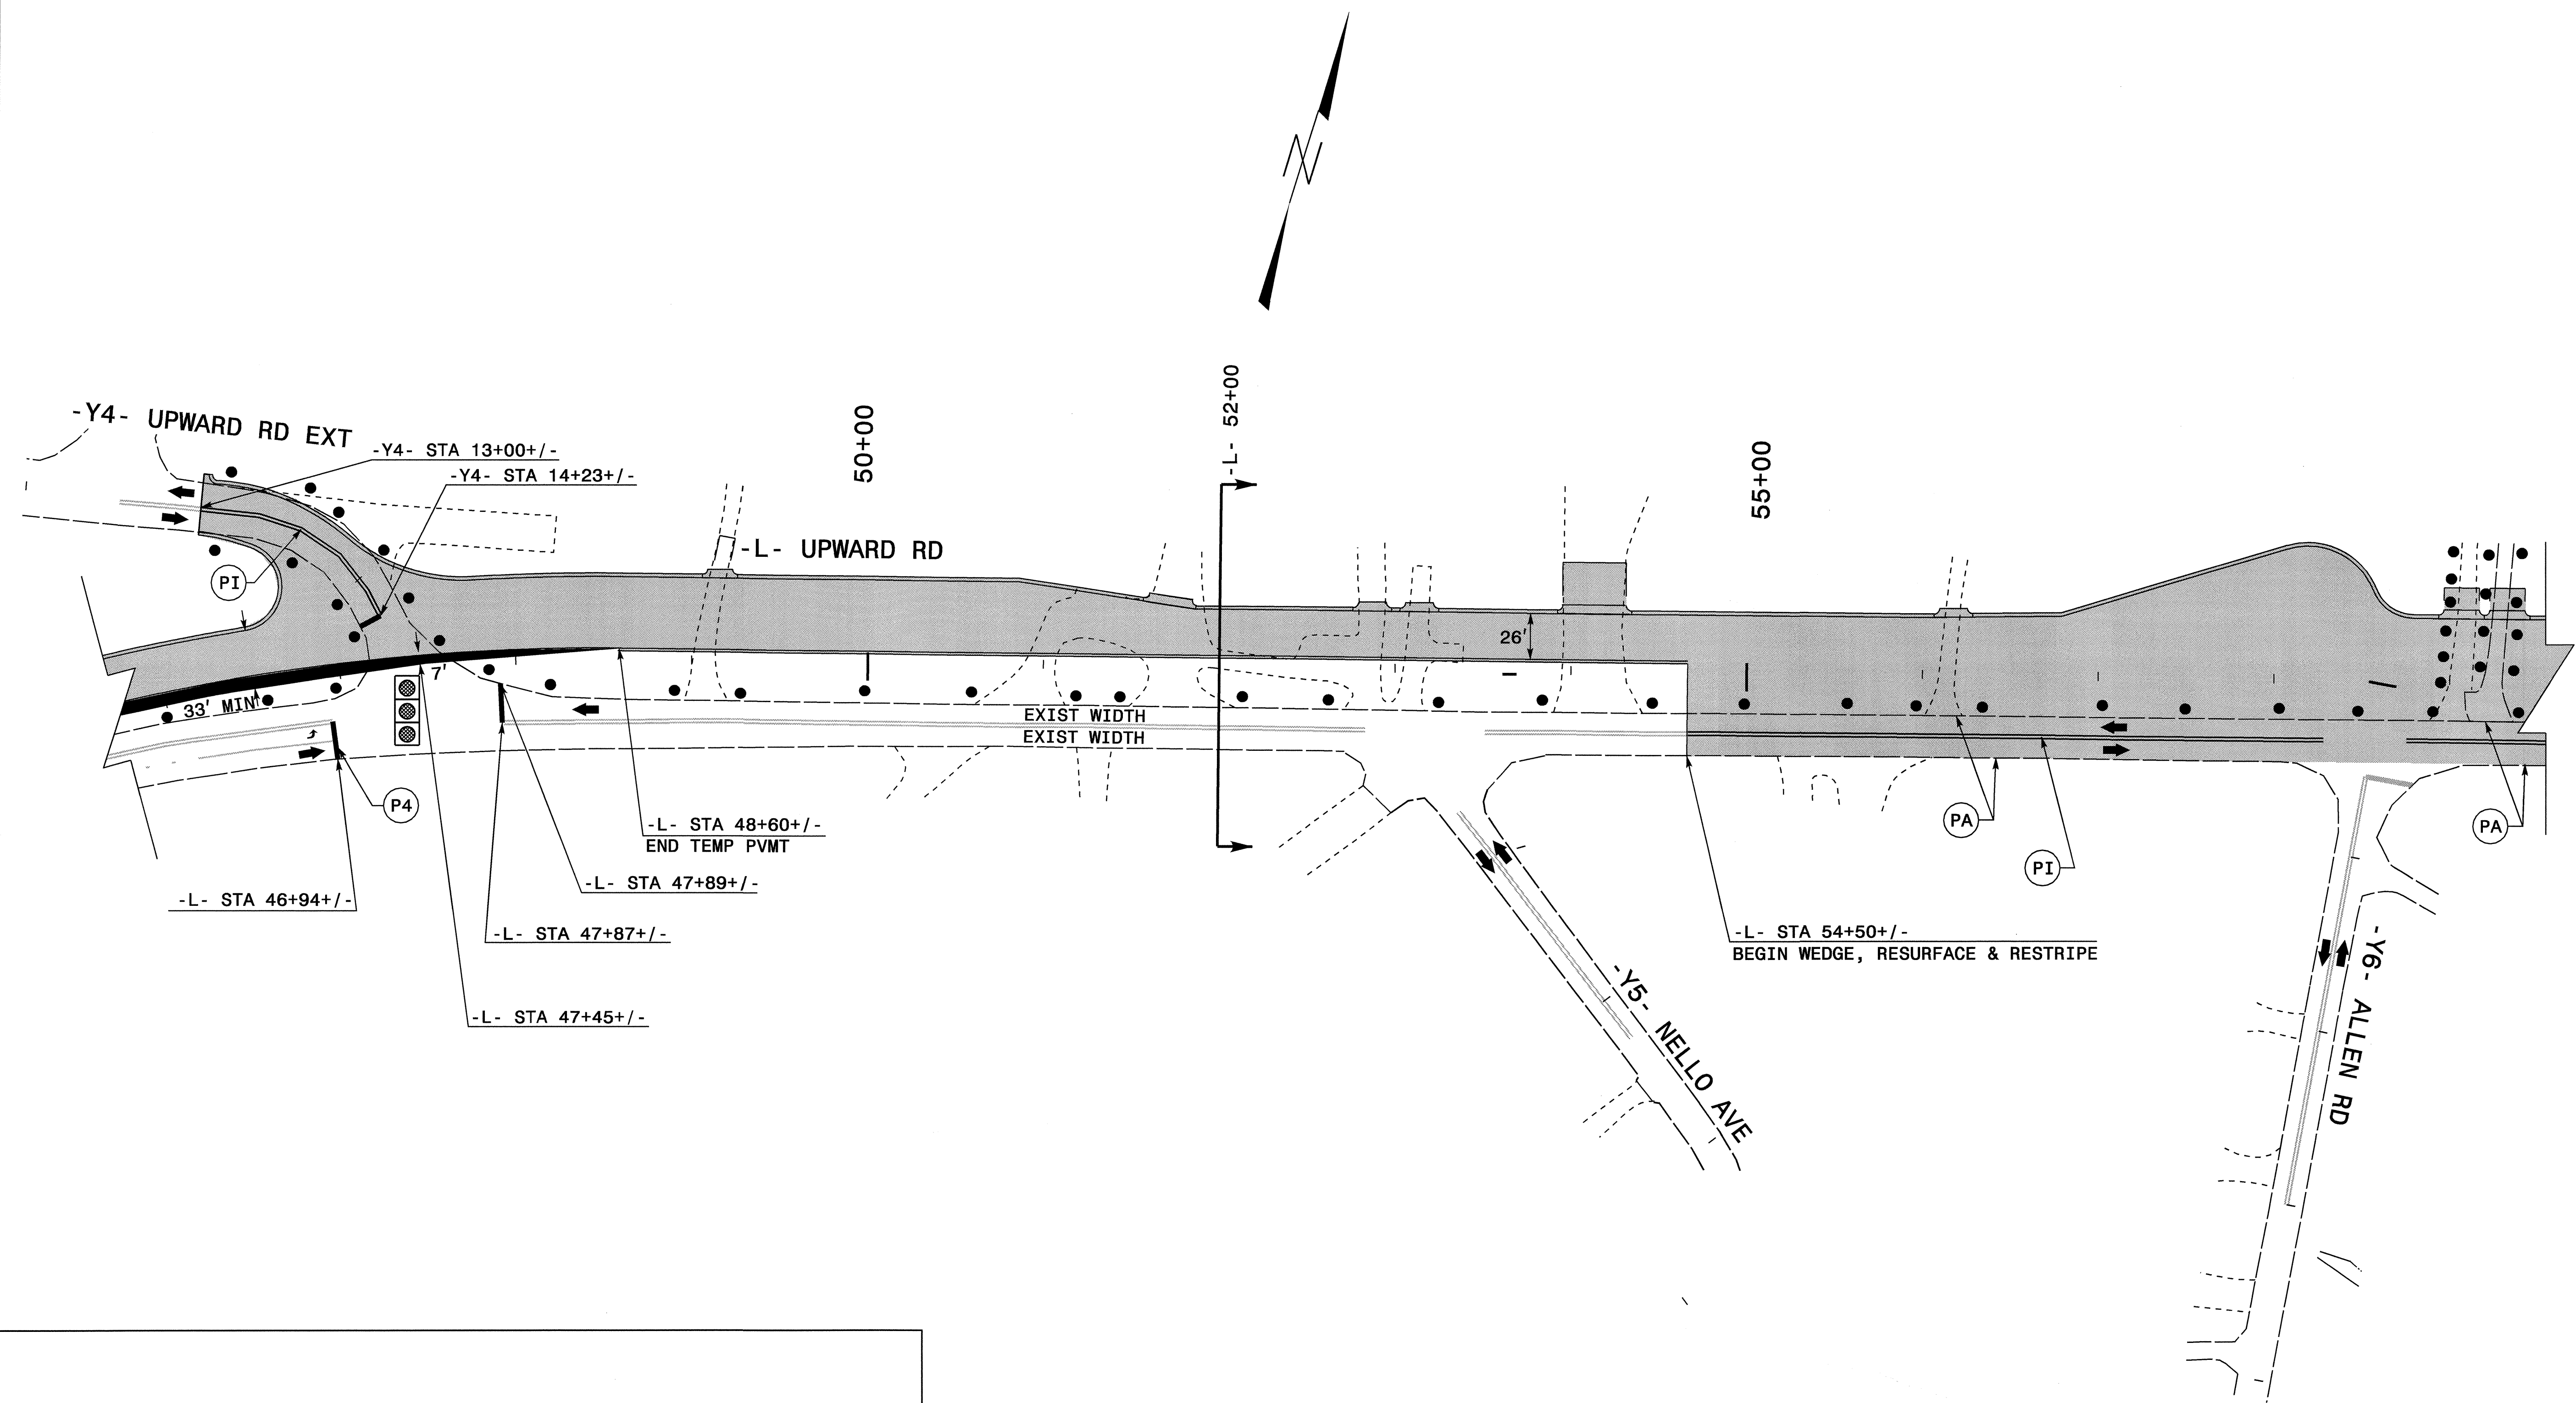 N
-L- 52+00
-Y4- UPWARD RD EXT
50+00
55+00
-Y4- STA 13+00+/-
-Y4- STA 14+23+/-
-L- UPWARD RD
PI
26'
7'
33' MIN
EXIST WIDTH
EXIST WIDTH
P4
-L- STA 48+60+/-
END TEMP PVMT
PA
PA
PI
-L- STA 47+89+/-
-L- STA 46+94+/-
-L- STA 47+87+/-
-L- STA 54+50+/-
BEGIN WEDGE, RESURFACE & RESTRIPE
-L- STA 47+45+/-
-Y5- NELLO AVE
-Y6- ALLEN RD